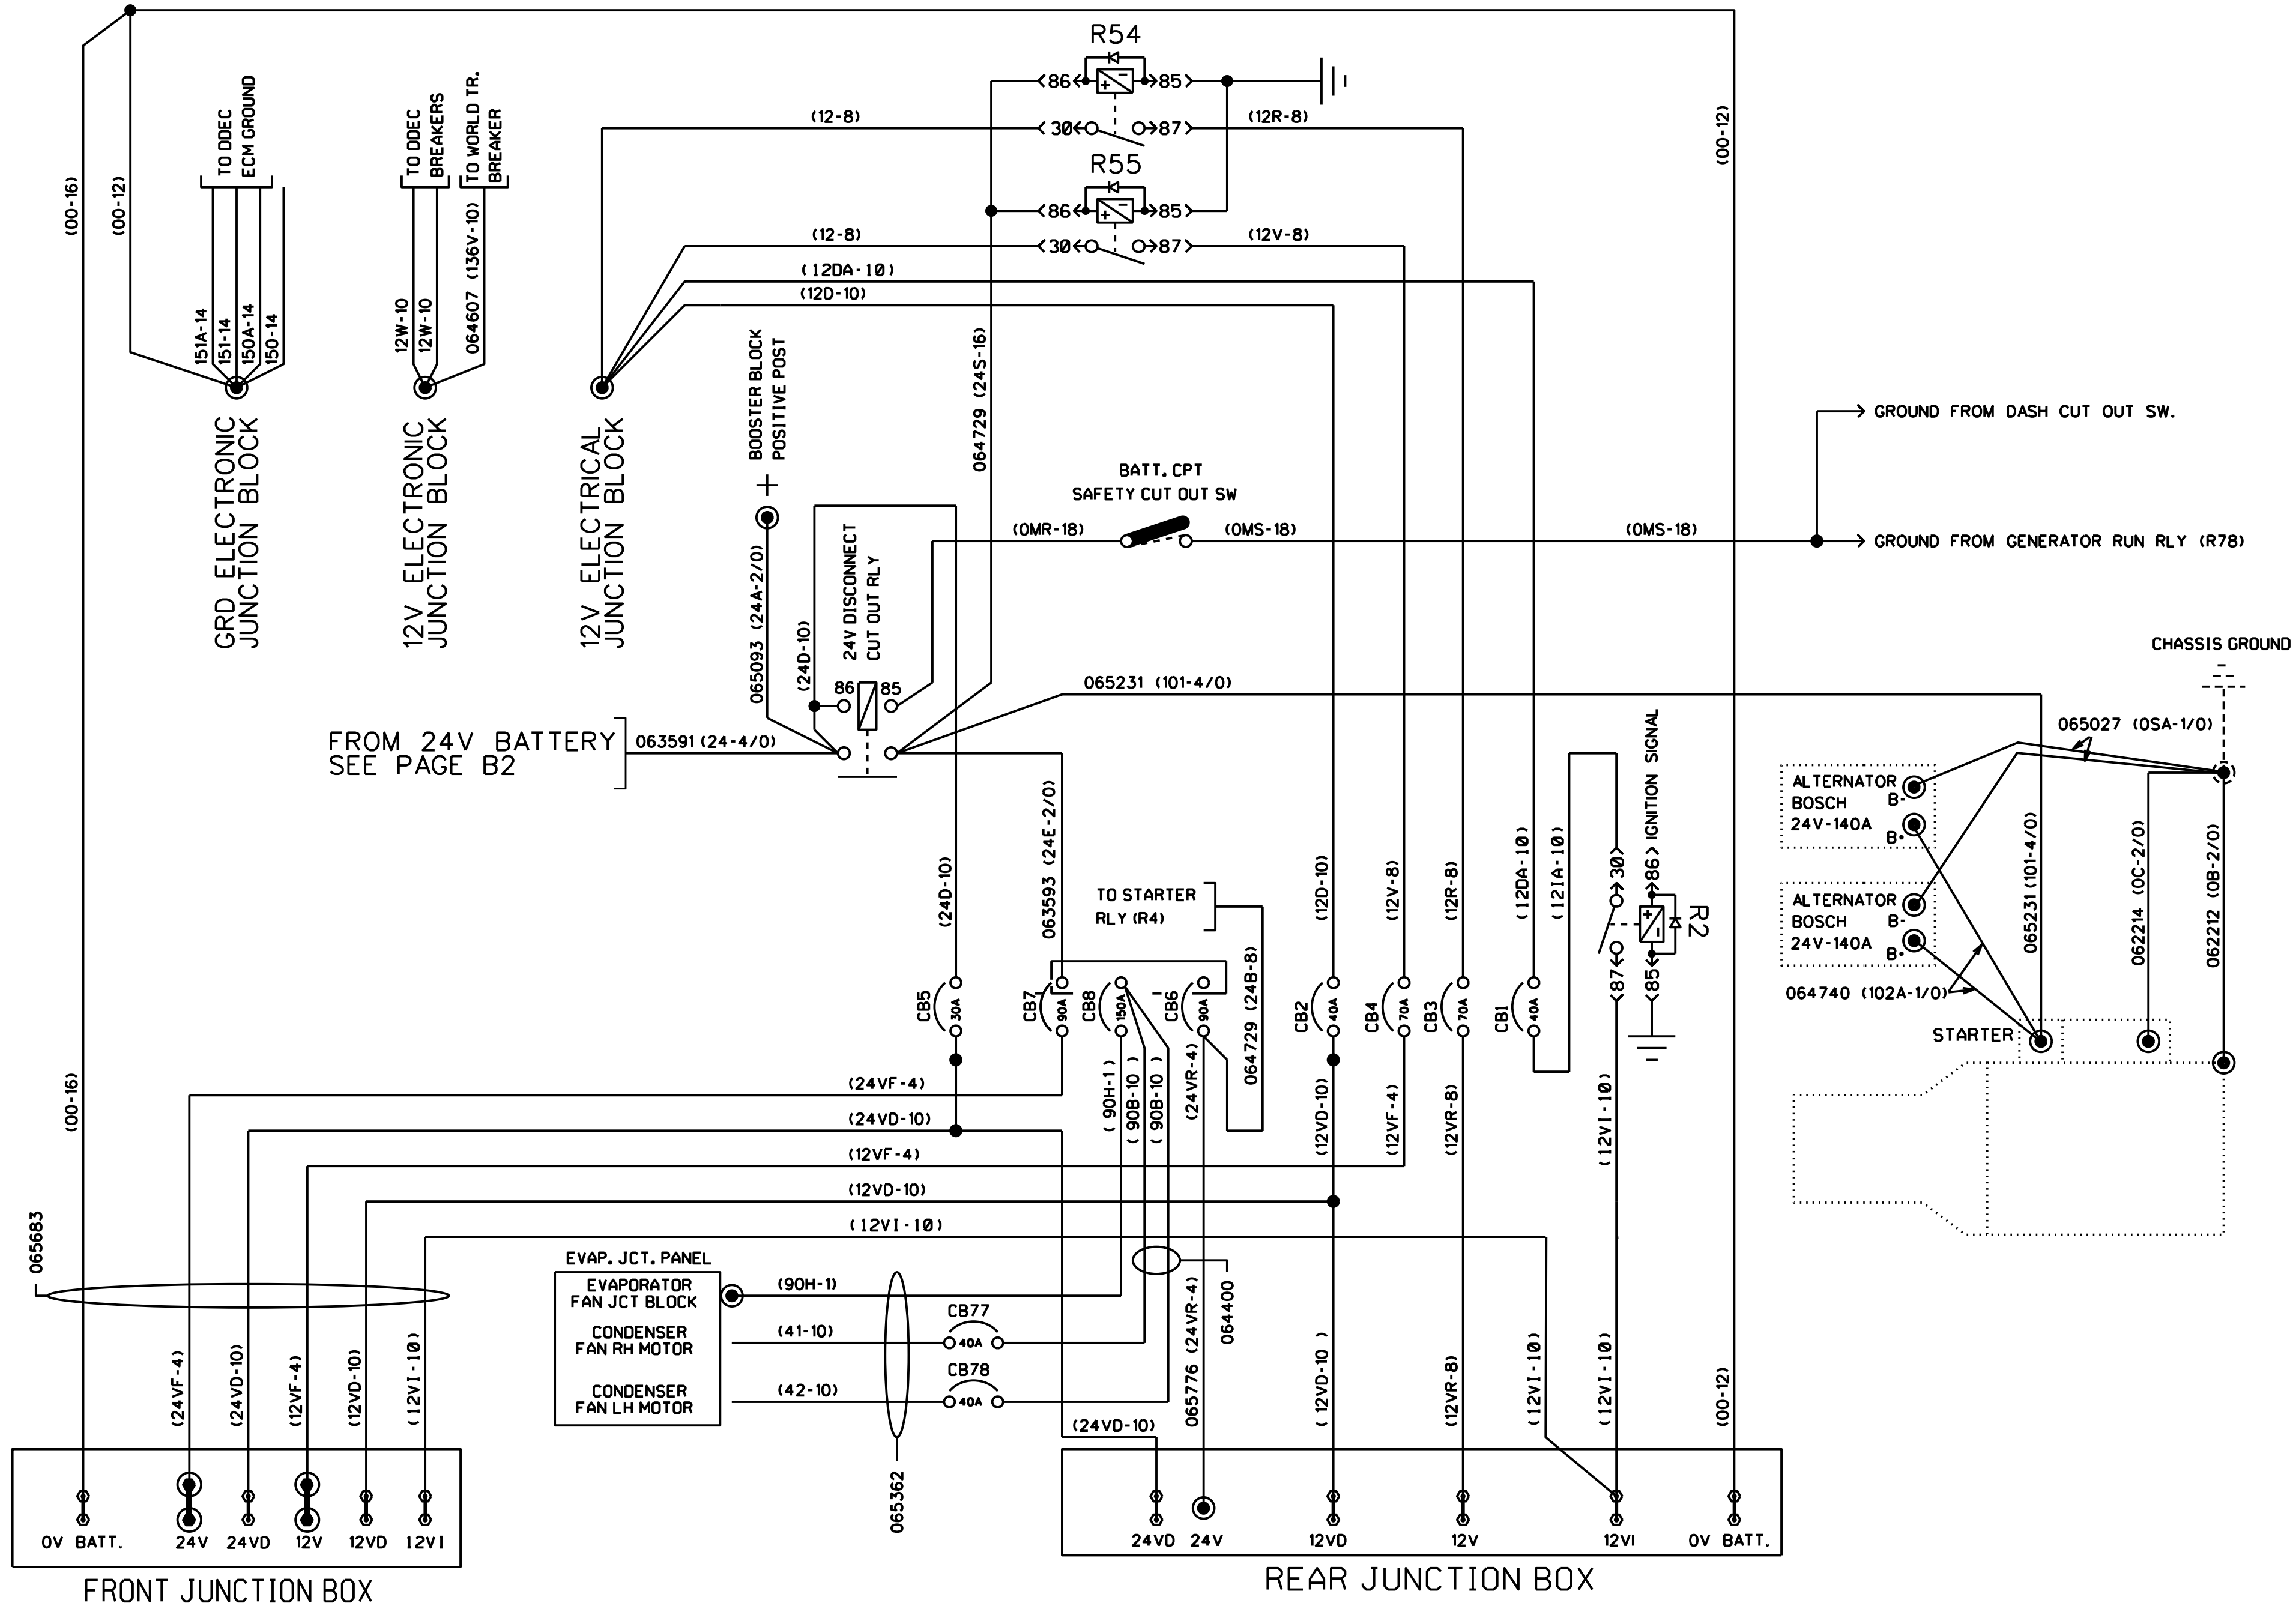 R54
86
85
(12-8)
30
87
(12R-8)
R55
86
85
(12-8)
30
87
(12V-8)
(12DA-10)
(12D-10)
(00-16)
(00-12)
TO DDEC
ECM GROUND
151A-14
151-14
150A-14
150-14
GRD ELECTRONIC
JUNCTION BLOCK
TO DDEC
BREAKERS
TO WORLD TR.
BREAKER
12W-10
12W-10
064607 (136V-10)
12V ELECTRONIC
JUNCTION BLOCK
12V ELECTRICAL
JUNCTION BLOCK
BOOSTER BLOCK
POSITIVE POST
+
065093 (24A-2/0)
(24D-10)
24V DISCONNECT
CUT OUT RLY
86
85
064729 (24S-16)
(00-12)
BATT. CPT
SAFETY CUT OUT SW
(0MR-18)
(0MS-18)
(0MS-18)
GROUND FROM DASH CUT OUT SW.
GROUND FROM GENERATOR RUN RLY (R78)
FROM 24V BATTERY
SEE PAGE B2
063591 (24-4/0)
065231 (101-4/0)
CHASSIS GROUND
065027 (0SA-1/0)
ALTERNATOR
BOSCH
24V-140A
B-
B+
ALTERNATOR
BOSCH
24V-140A
B-
B+
064740 (102A-1/0)
065231 (101-4/0)
062214 (0C-2/0)
062212 (0B-2/0)
STARTER
(24D-10)
063593 (24E-2/0)
TO STARTER
RLY (R4)
064729 (24B-8)
(12D-10)
(12V-8)
(12R-8)
(12DA-10)
(12IA-10)
IGNITION SIGNAL
30
86
87
85
R2
CB5
30A
CB7
90A
CB8
150A
CB6
90A
CB2
40A
CB4
70A
CB3
70A
CB1
40A
(00-16)
(24VF-4)
(24VD-10)
(12VF-4)
(12VD-10)
(12VI-10)
(90H-1)
(90B-10)
(90B-10)
(24VR-4)
(12VD-10)
(12VF-4)
(12VR-8)
(12VI-10)
065683
EVAP. JCT. PANEL
EVAPORATOR
FAN JCT BLOCK
CONDENSER
FAN RH MOTOR
CONDENSER
FAN LH MOTOR
(90H-1)
(41-10)
(42-10)
CB77
40A
CB78
40A
065362
064400
065776 (24VR-4)
(24VD-10)
(24VF-4)
(24VD-10)
(12VF-4)
(12VD-10)
(12VI-10)
(12VD-10)
(12VR-8)
(12VI-10)
(12VI-10)
(00-12)
0V BATT.
24V
24VD
12V
12VD
12VI
FRONT JUNCTION BOX
24VD
24V
12VD
12V
12VI
0V BATT.
REAR JUNCTION BOX